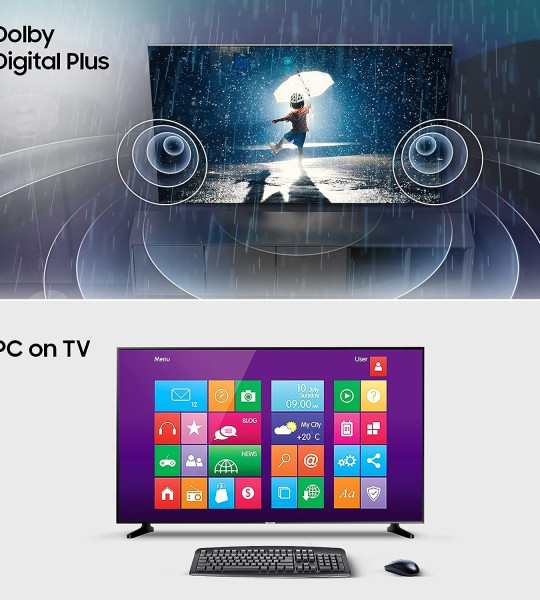 Dolby
Digital Plus
PC on TV
Menu
User
12
10, July
Sunday
09:00 AM
BLOG
My City
+20°C
NEWS
@
?
$
Aa